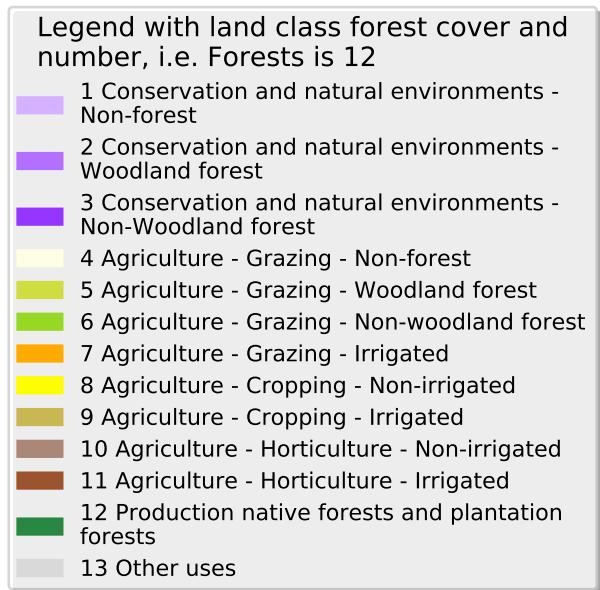 Legend with land class forest cover and
number, i.e. Forests is 12
1 Conservation and natural environments -
Non-forest
2 Conservation and natural environments -
Woodland forest
3 Conservation and natural environments -
Non-Woodland forest
4 Agriculture - Grazing - Non-forest
5 Agriculture - Grazing - Woodland forest
6 Agriculture - Grazing - Non-woodland forest
7 Agriculture - Grazing - Irrigated
8 Agriculture - Cropping - Non-irrigated
9 Agriculture - Cropping - Irrigated
10 Agriculture - Horticulture - Non-irrigated
11 Agriculture - Horticulture - Irrigated
12 Production native forests and plantation
forests
13 Other uses